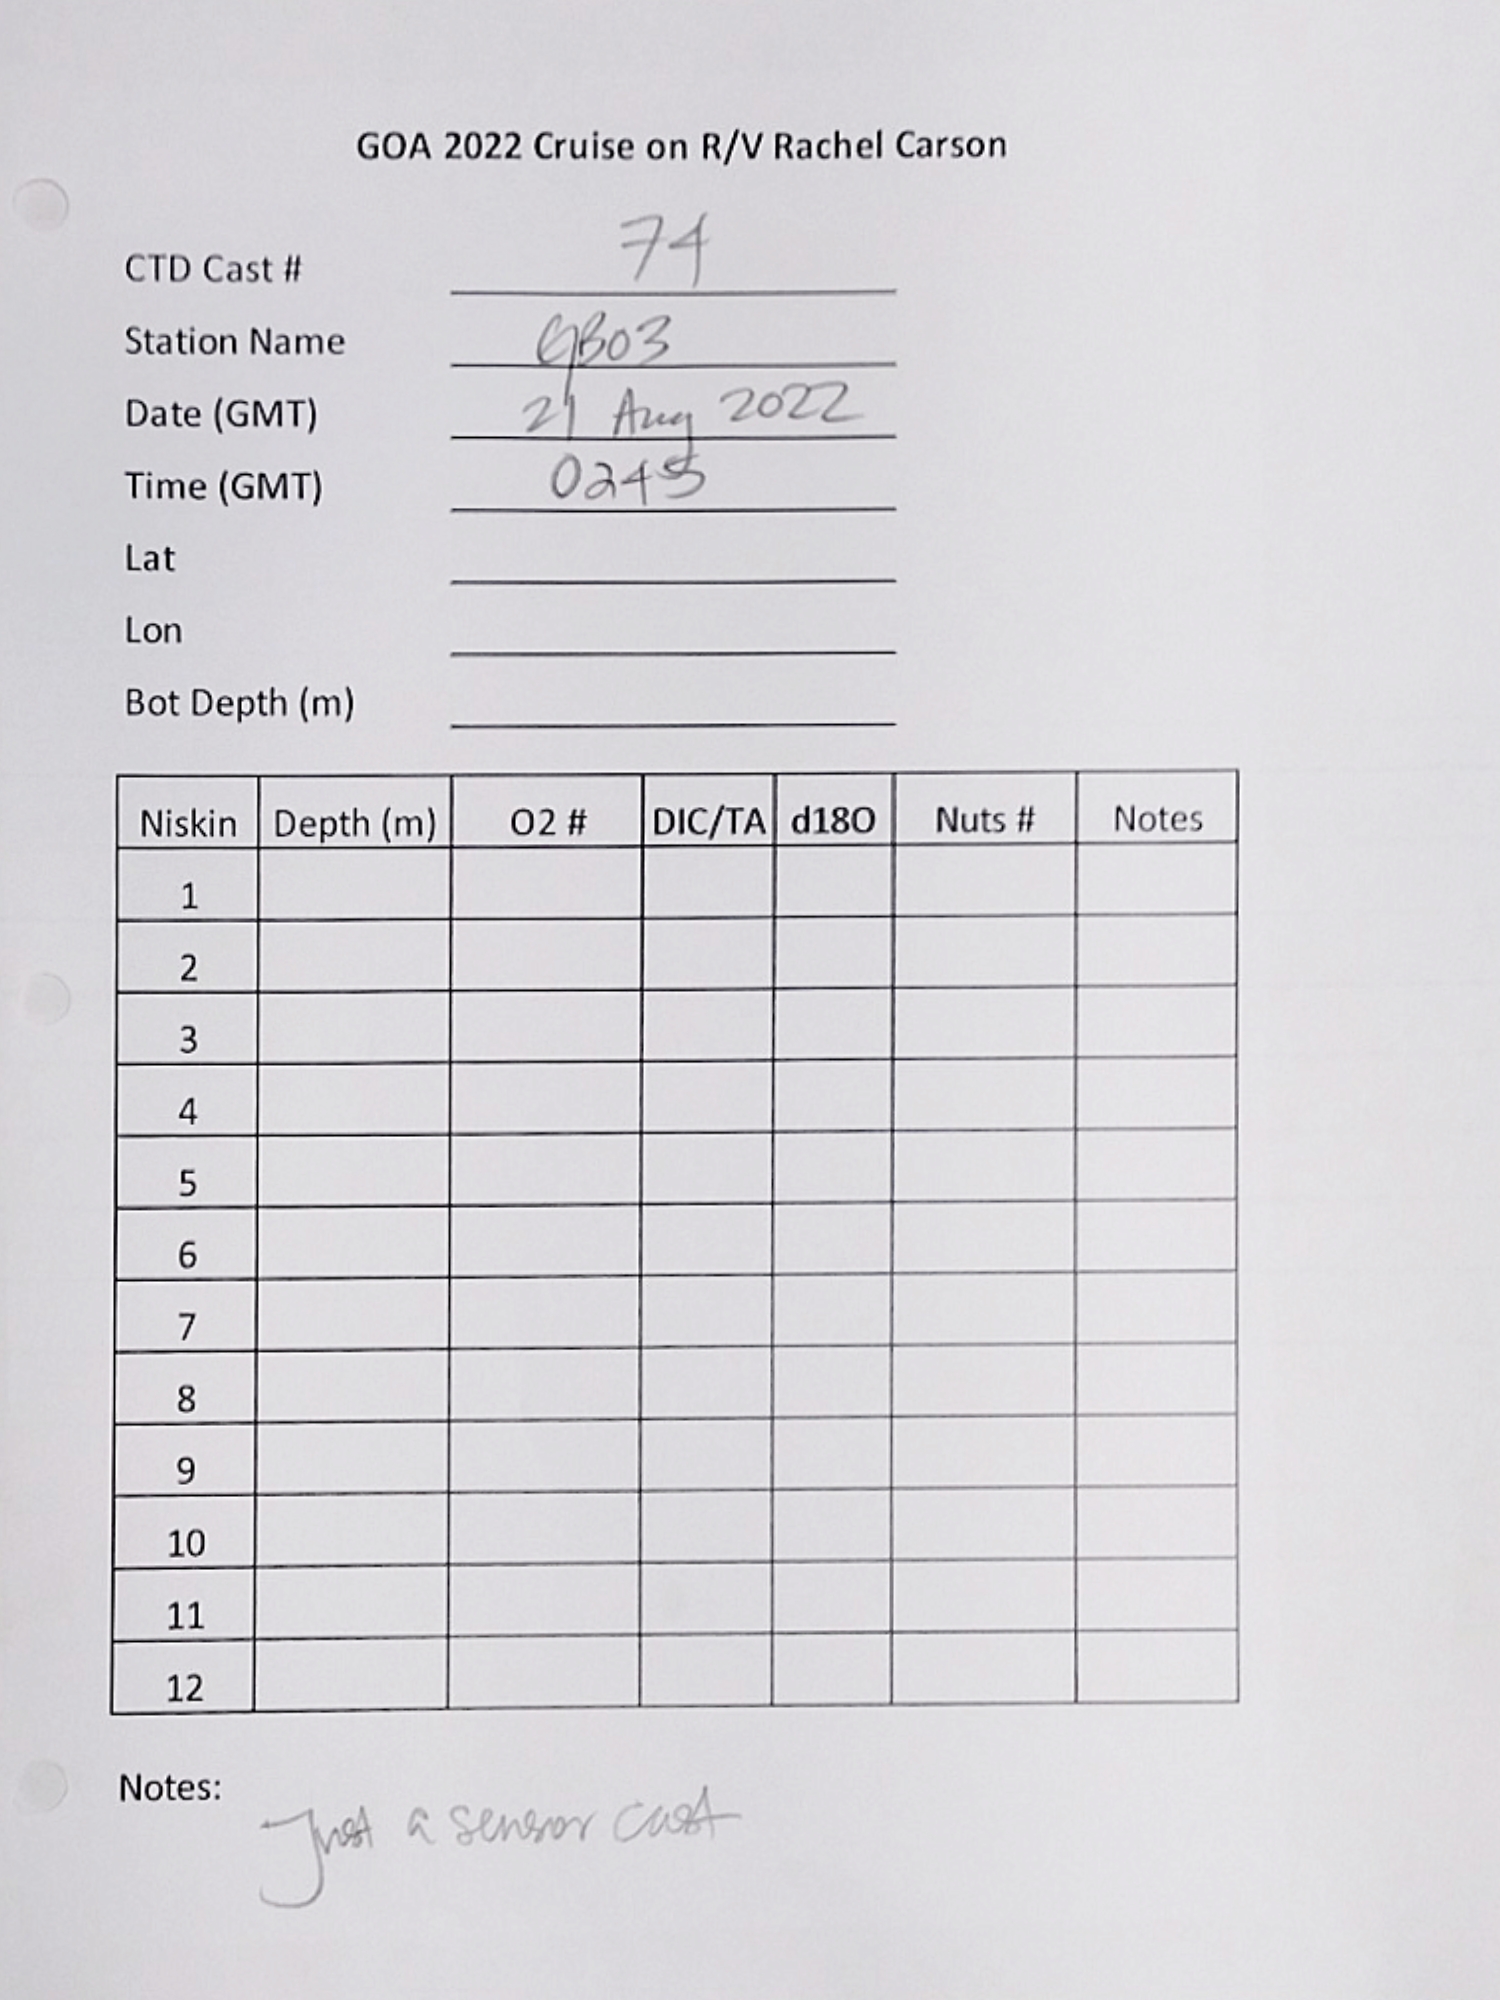 GOA 2022 Cruise on R/V Rachel Carson
CTD Cast # 74
Station Name GB03
Date (GMT) 21 Aug 2022
Time (GMT) 0245
Lat
Lon
Bot Depth (m)
Niskin Depth (m) O2 # DIC/TA d18O Nuts # Notes
1
2
3
4
5
6
7
8
9
10
11
12
Notes:
Just a sensor cast